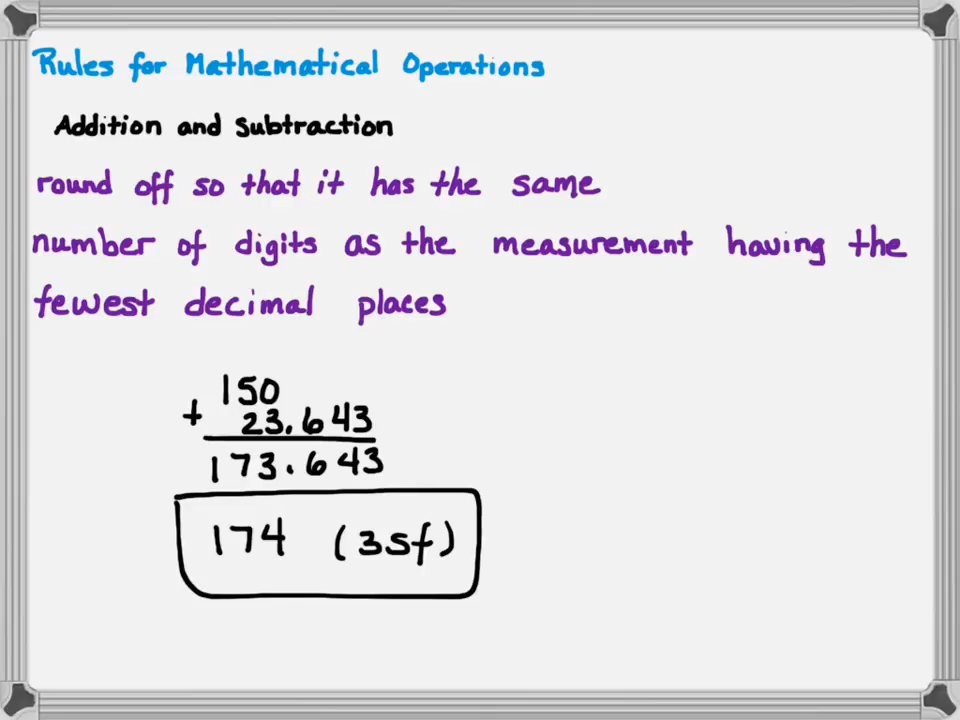 Rules for Mathematical Operations
Addition and Subtraction
round off so that it has the same
number of digits as the measurement having the
fewest decimal places
150
+ 23.643
173.643
174 (3sf)